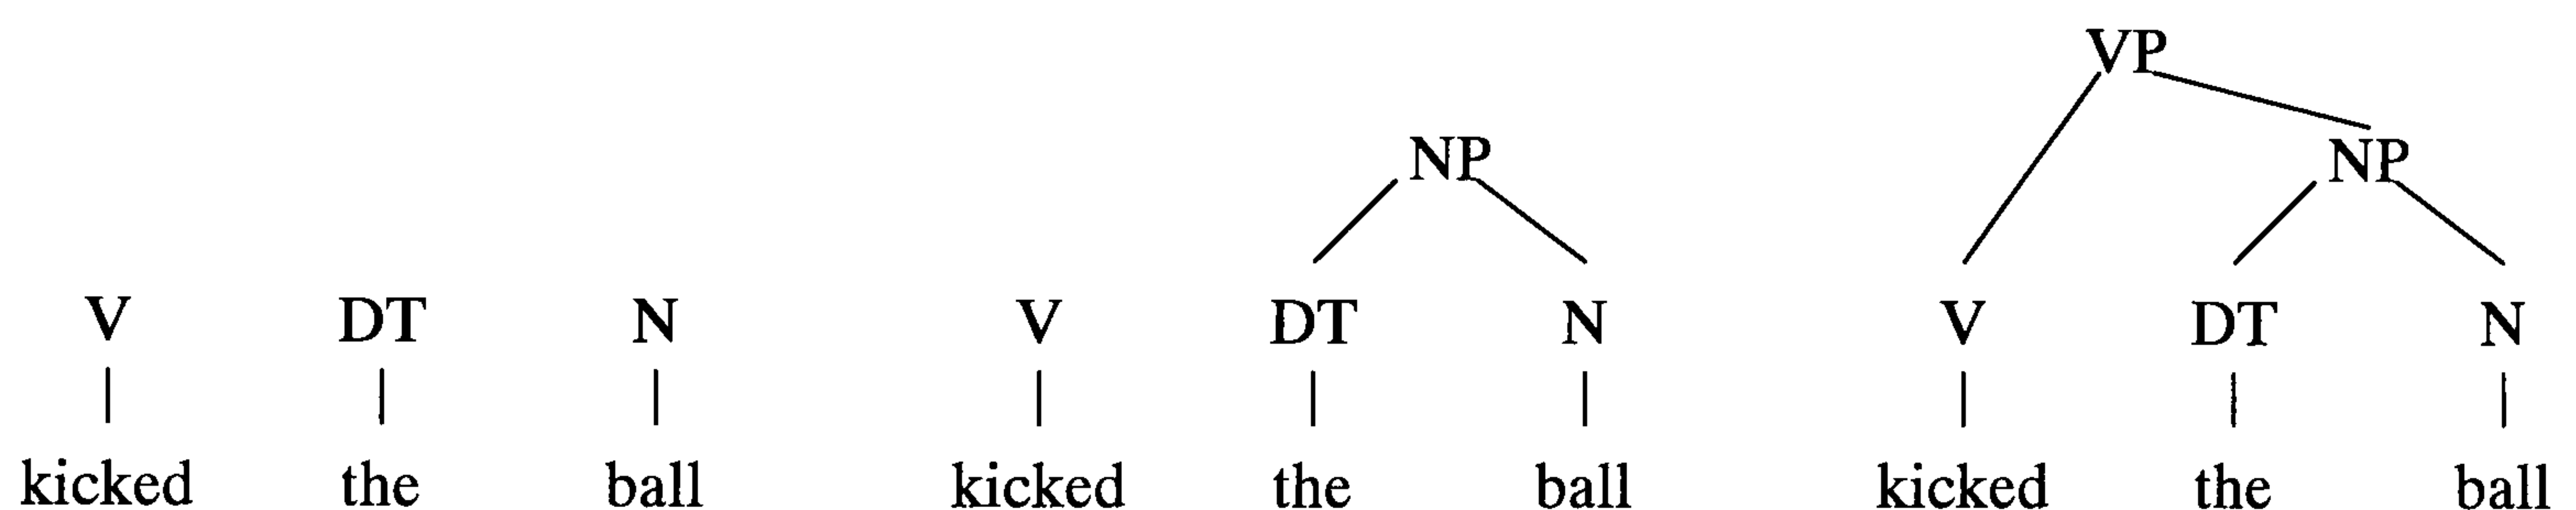 VP
NP NP
V DT N V DT N V DT N
kicked the ball kicked the ball kicked the ball